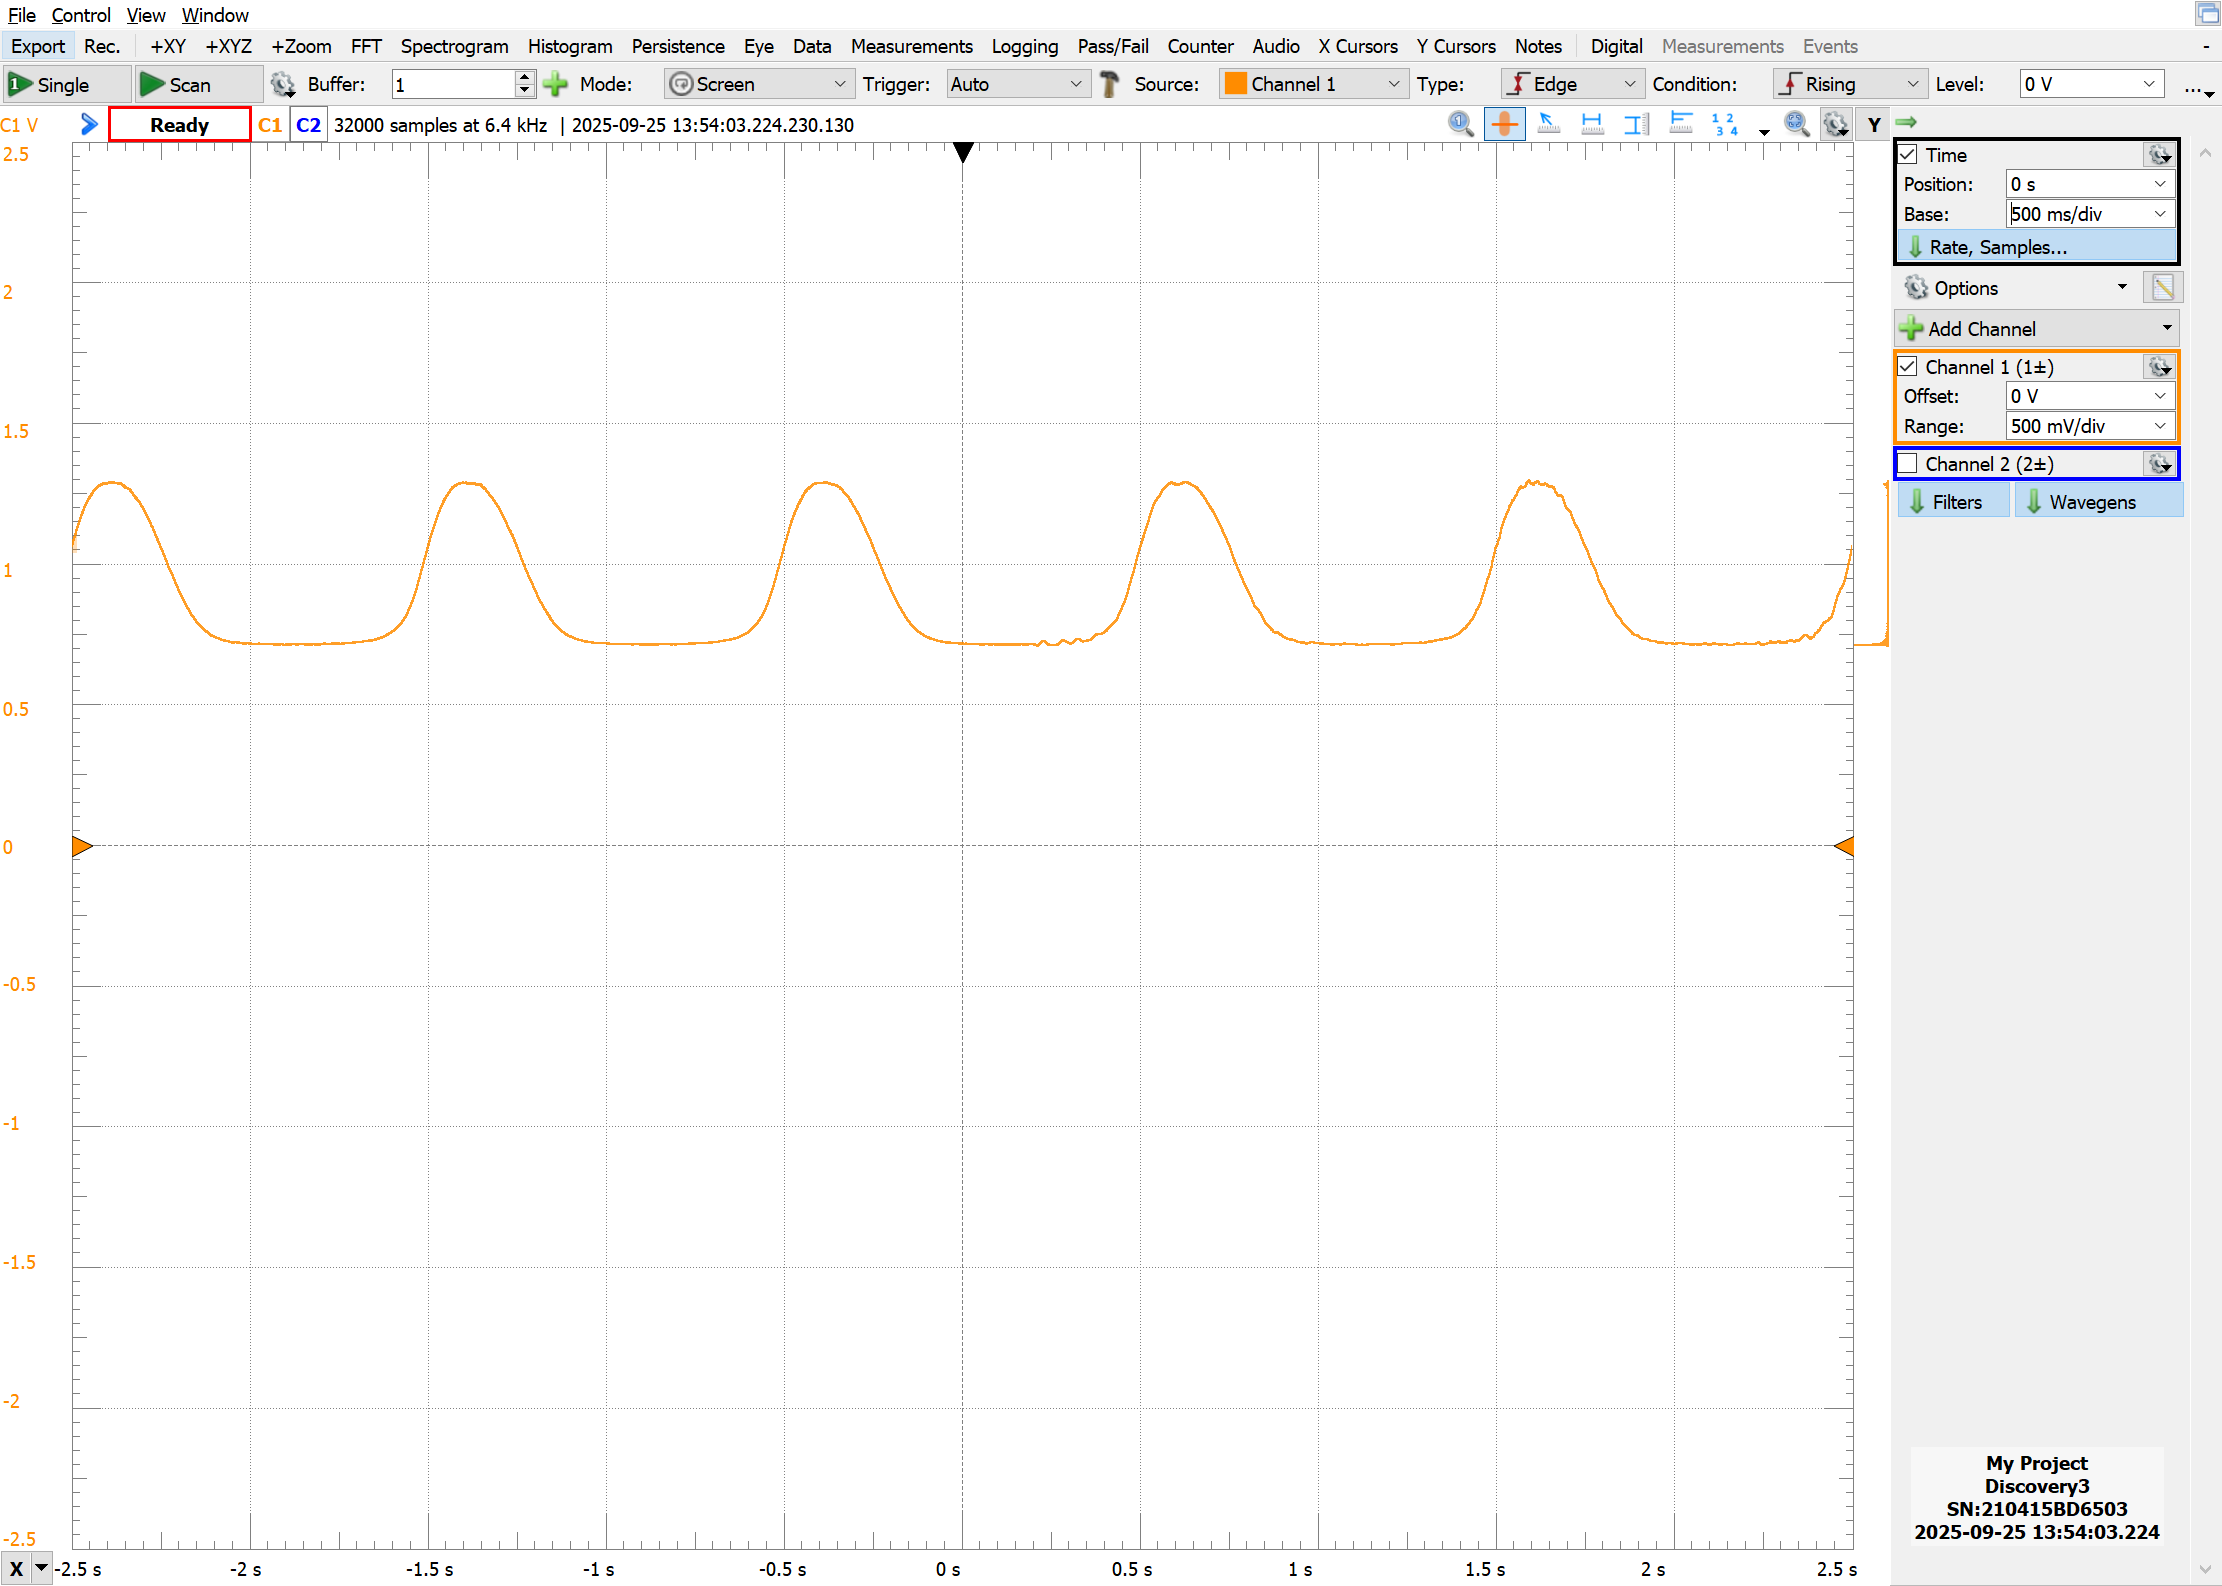 File Control View Window
Export Rec. +XY +XYZ +Zoom FFT Spectrogram Histogram Persistence Eye Data Measurements Logging Pass/Fail Counter Audio X Cursors Y Cursors Notes Digital Measurements Events -
1 Single Scan Buffer: 1 Mode: Screen Trigger: Auto Source: Channel 1 Type: Edge Condition: Rising Level: 0 V ...
C1 V Ready C1 C2 32000 samples at 6.4 kHz | 2025-09-25 13:54:03.224.230.130 1 1 2 3 4 Y
2.5
2
1.5
1
0.5
0
-0.5
-1
-1.5
-2
-2.5
X -2.5 s -2 s -1.5 s -1 s -0.5 s 0 s 0.5 s 1 s 1.5 s 2 s 2.5 s
Time
Position: 0 s
Base: 500 ms/div
Rate, Samples...
Options
Add Channel
Channel 1 (1±)
Offset: 0 V
Range: 500 mV/div
Channel 2 (2±)
Filters Wavegens
My Project
Discovery3
SN:210415BD6503
2025-09-25 13:54:03.224